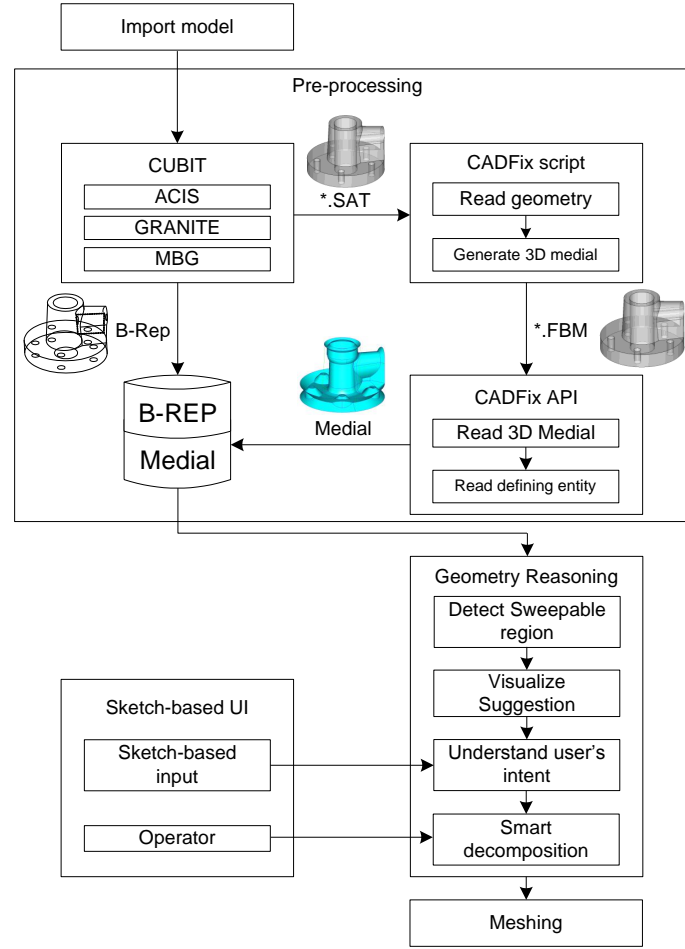 Import model
Pre-processing
CUBIT
ACIS
GRANITE
MBG
*.SAT
CADFix script
Read geometry
Generate 3D medial
B-Rep
*.FBM
B-REP
Medial
Medial
CADFix API
Read 3D Medial
Read defining entity
Geometry Reasoning
Detect Sweepable
region
Visualize
Suggestion
Understand user's
intent
Smart
decomposition
Sketch-based UI
Sketch-based
input
Operator
Meshing